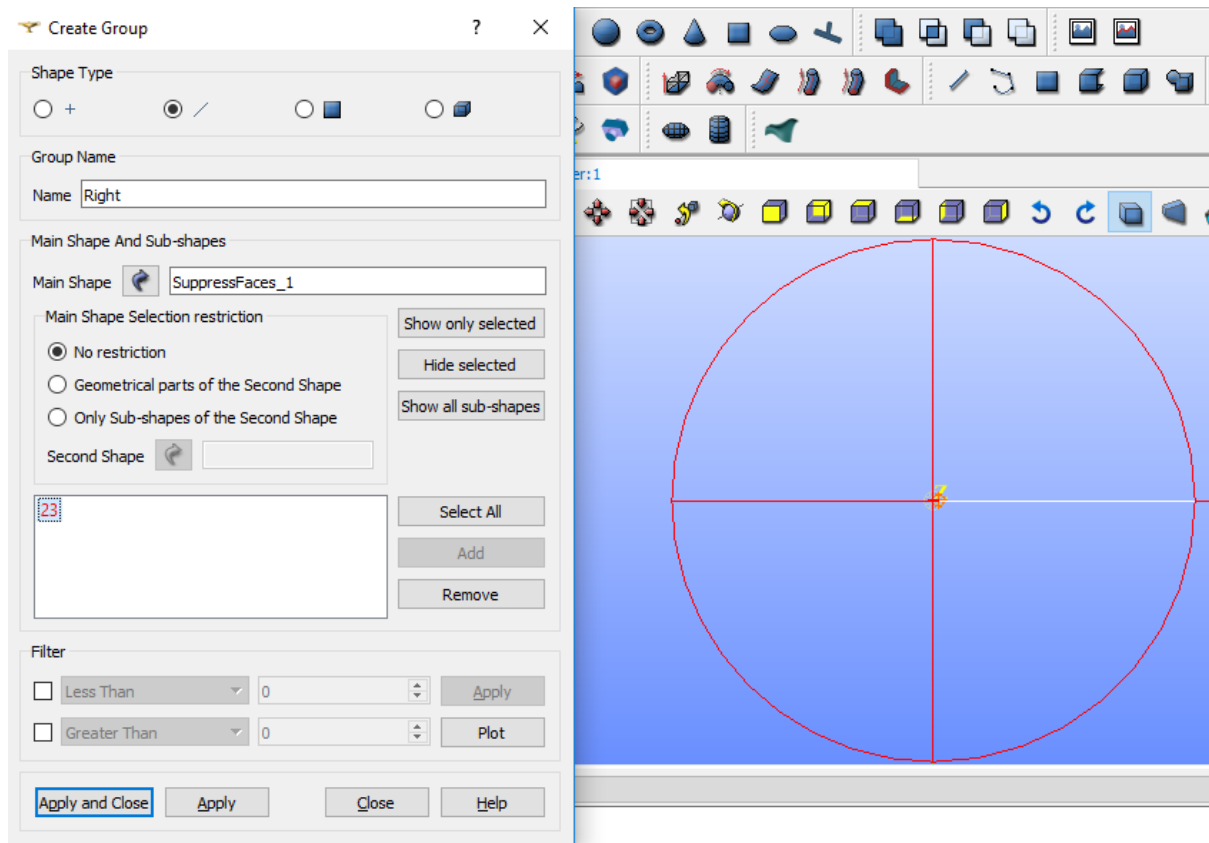 Create Group
?
Shape Type
Group Name
Name Right
Main Shape And Sub-shapes
Main Shape SuppressFaces_1
Main Shape Selection restriction
No restriction
Geometrical parts of the Second Shape
Only Sub-shapes of the Second Shape
Second Shape
Show only selected
Hide selected
Show all sub-shapes
23
Select All
Add
Remove
Filter
Less Than 0 Apply
Greater Than 0 Plot
Apply and Close Apply Close Help
er:1